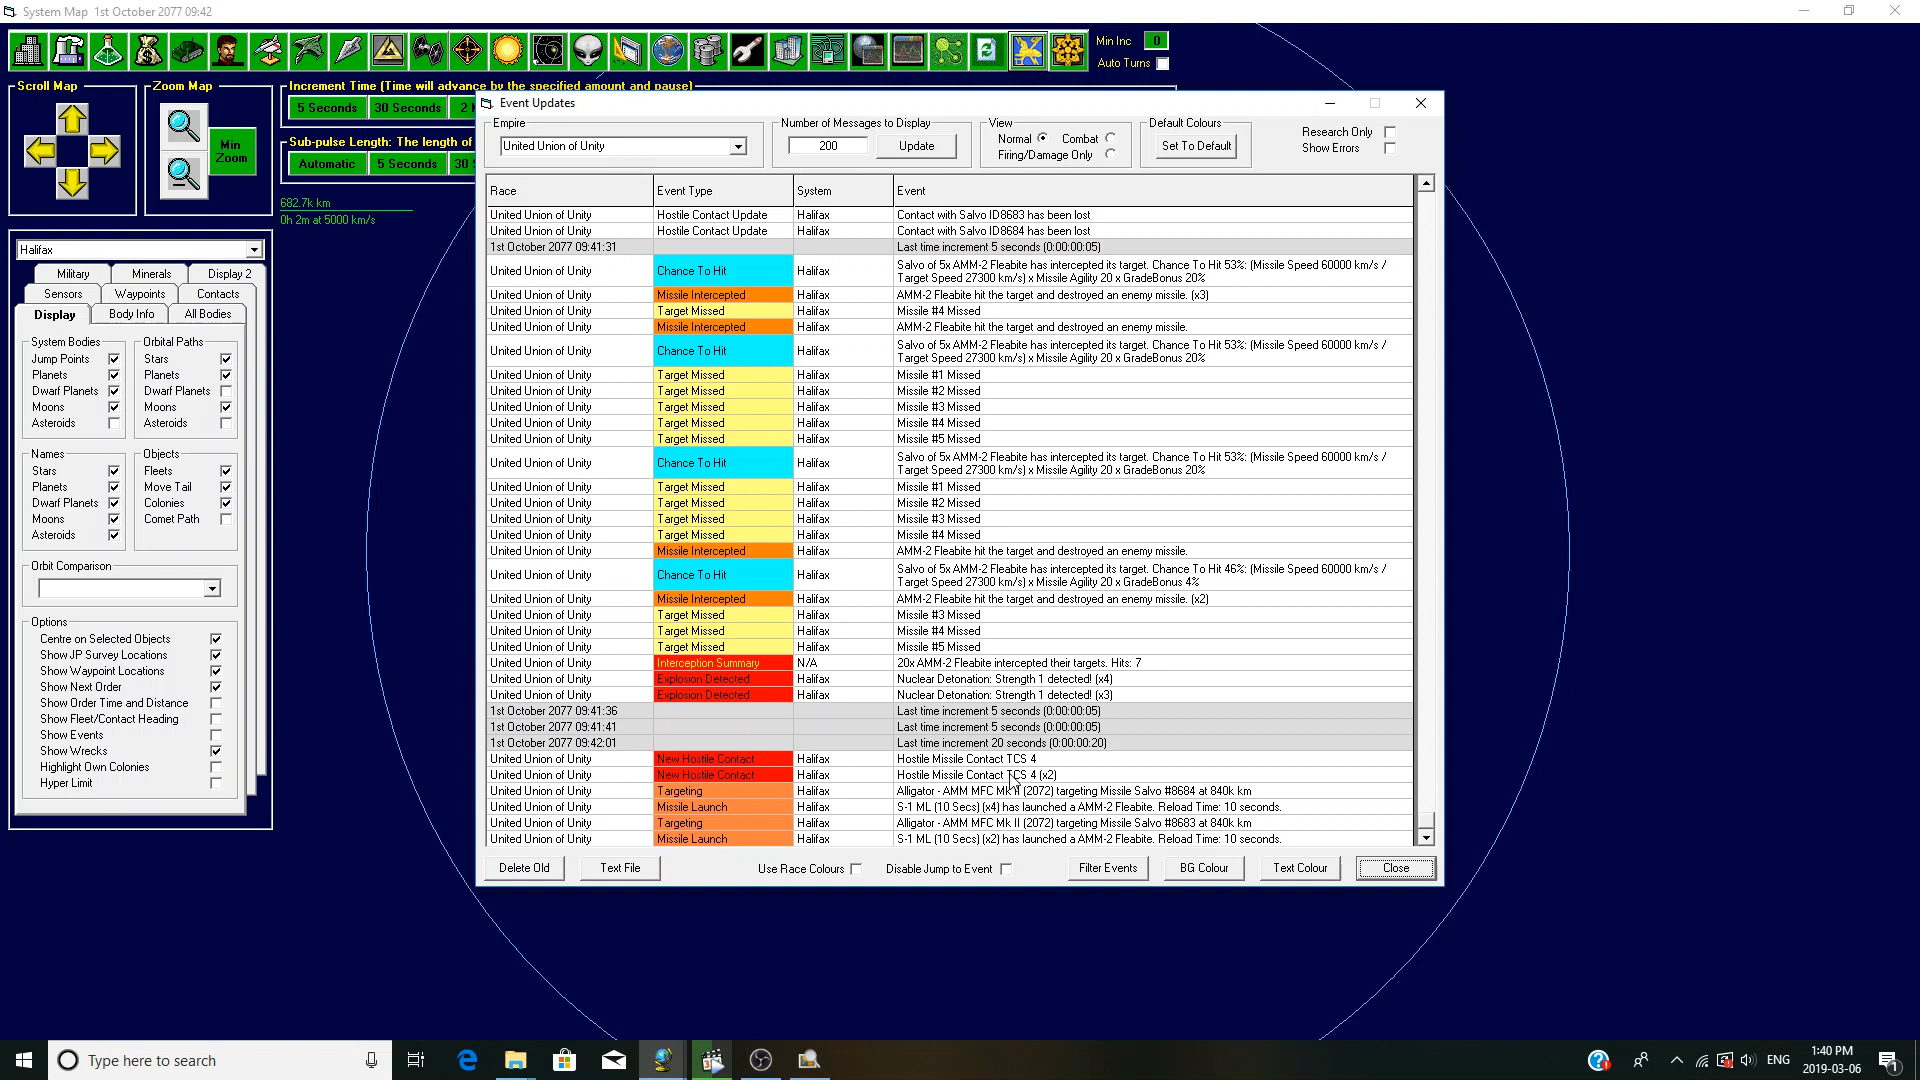 System Map  1st October 2077 09:42
Min Inc 0
Auto Turns
Scroll Map
Zoom Map
Min Zoom
Increment Time (Time will advance by the specified amount and pause)
5 Seconds 30 Seconds
Sub-pulse Length: The length of
Automatic 5 Seconds 30
682.7k km
0h 2m at 5000 km/s
Halifax
Military Minerals Display 2
Sensors Waypoints Contacts
Display Body Info All Bodies
System Bodies
Jump Points
Planets
Dwarf Planets
Moons
Asteroids
Orbital Paths
Stars
Planets
Dwarf Planets
Moons
Asteroids
Names
Stars
Planets
Dwarf Planets
Moons
Asteroids
Objects
Fleets
Move Tail
Colonies
Comet Path
Orbit Comparison
Options
Centre on Selected Objects
Show JP Survey Locations
Show Waypoint Locations
Show Next Order
Show Order Time and Distance
Show Fleet/Contact Heading
Show Events
Show Wrecks
Highlight Own Colonies
Hyper Limit
Event Updates
Empire
United Union of Unity
Number of Messages to Display
200 Update
View
Normal Combat
Firing/Damage Only
Default Colours
Set To Default
Research Only
Show Errors
Race Event Type System Event
United Union of Unity Hostile Contact Update Halifax Contact with Salvo ID8683 has been lost
United Union of Unity Hostile Contact Update Halifax Contact with Salvo ID8684 has been lost
1st October 2077 09:41:31 Last time increment 5 seconds (0:00:00:05)
United Union of Unity Chance To Hit Halifax Salvo of 5x AMM-2 Fleabite has intercepted its target. Chance To Hit 53%: (Missile Speed 60000 km/s /
Target Speed 27300 km/s) x Missile Agility 20 x GradeBonus 20%
United Union of Unity Missile Intercepted Halifax AMM-2 Fleabite hit the target and destroyed an enemy missile. (x3)
United Union of Unity Target Missed Halifax Missile #4 Missed
United Union of Unity Missile Intercepted Halifax AMM-2 Fleabite hit the target and destroyed an enemy missile.
United Union of Unity Chance To Hit Halifax Salvo of 5x AMM-2 Fleabite has intercepted its target. Chance To Hit 53%: (Missile Speed 60000 km/s /
Target Speed 27300 km/s) x Missile Agility 20 x GradeBonus 20%
United Union of Unity Target Missed Halifax Missile #1 Missed
United Union of Unity Target Missed Halifax Missile #2 Missed
United Union of Unity Target Missed Halifax Missile #3 Missed
United Union of Unity Target Missed Halifax Missile #4 Missed
United Union of Unity Target Missed Halifax Missile #5 Missed
United Union of Unity Chance To Hit Halifax Salvo of 5x AMM-2 Fleabite has intercepted its target. Chance To Hit 53%: (Missile Speed 60000 km/s /
Target Speed 27300 km/s) x Missile Agility 20 x GradeBonus 20%
United Union of Unity Target Missed Halifax Missile #1 Missed
United Union of Unity Target Missed Halifax Missile #2 Missed
United Union of Unity Target Missed Halifax Missile #3 Missed
United Union of Unity Target Missed Halifax Missile #4 Missed
United Union of Unity Missile Intercepted Halifax AMM-2 Fleabite hit the target and destroyed an enemy missile.
United Union of Unity Chance To Hit Halifax Salvo of 5x AMM-2 Fleabite has intercepted its target. Chance To Hit 46%: (Missile Speed 60000 km/s /
Target Speed 27300 km/s) x Missile Agility 20 x GradeBonus 4%
United Union of Unity Missile Intercepted Halifax AMM-2 Fleabite hit the target and destroyed an enemy missile. (x2)
United Union of Unity Target Missed Halifax Missile #3 Missed
United Union of Unity Target Missed Halifax Missile #4 Missed
United Union of Unity Target Missed Halifax Missile #5 Missed
United Union of Unity Interception Summary N/A 20x AMM-2 Fleabite intercepted their targets. Hits: 7
United Union of Unity Explosion Detected Halifax Nuclear Detonation: Strength 1 detected! (x4)
United Union of Unity Explosion Detected Halifax Nuclear Detonation: Strength 1 detected! (x3)
1st October 2077 09:41:36 Last time increment 5 seconds (0:00:00:05)
1st October 2077 09:41:41 Last time increment 5 seconds (0:00:00:05)
1st October 2077 09:42:01 Last time increment 20 seconds (0:00:00:20)
United Union of Unity New Hostile Contact Halifax Hostile Missile Contact TCS 4
United Union of Unity New Hostile Contact Halifax Hostile Missile Contact TCS 4 (x2)
United Union of Unity Targeting Halifax Alligator - AMM MFC Mk II (2072) targeting Missile Salvo #8684 at 840k km
United Union of Unity Missile Launch Halifax S-1 ML (10 Secs) (x4) has launched a AMM-2 Fleabite. Reload Time: 10 seconds.
United Union of Unity Targeting Halifax Alligator - AMM MFC Mk II (2072) targeting Missile Salvo #8683 at 840k km
United Union of Unity Missile Launch Halifax S-1 ML (10 Secs) (x2) has launched a AMM-2 Fleabite. Reload Time: 10 seconds.
Delete Old Text File Use Race Colours Disable Jump to Event Filter Events BG Colour Text Colour Close
Type here to search
ENG 1:40 PM
2019-03-06